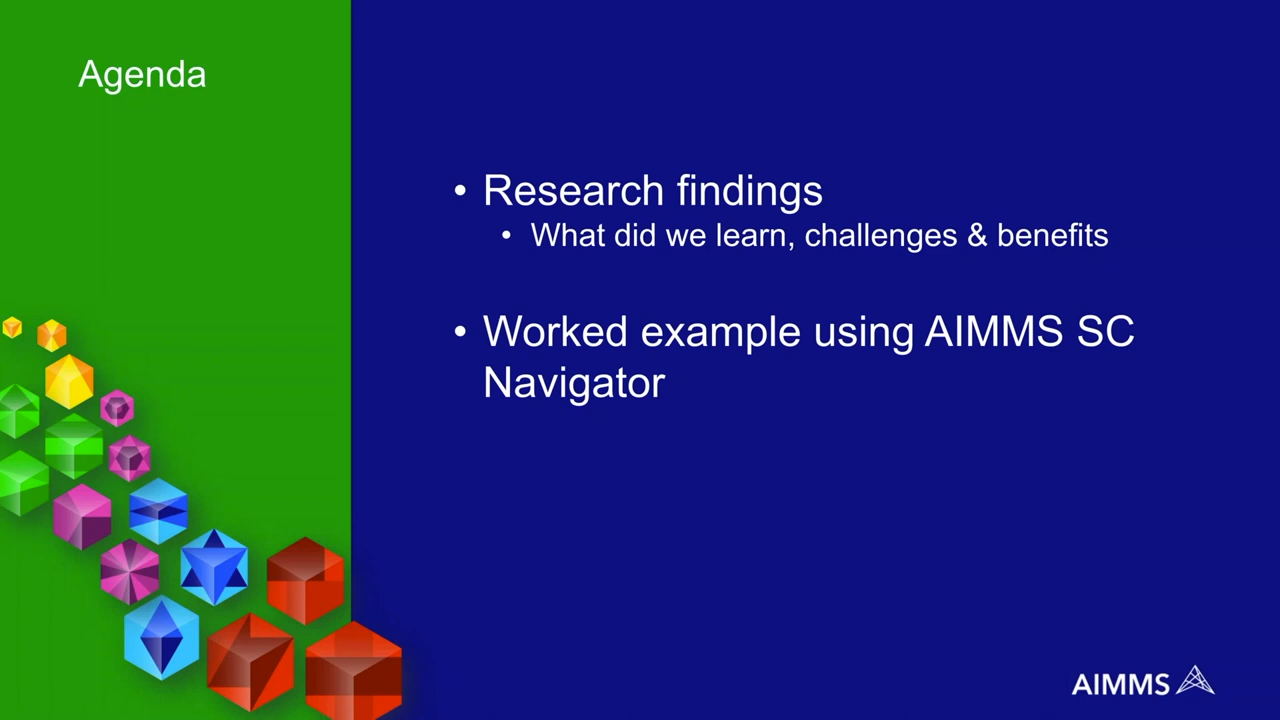 Agenda
• Research findings
• What did we learn, challenges & benefits
• Worked example using AIMMS SC
Navigator
AIMMS